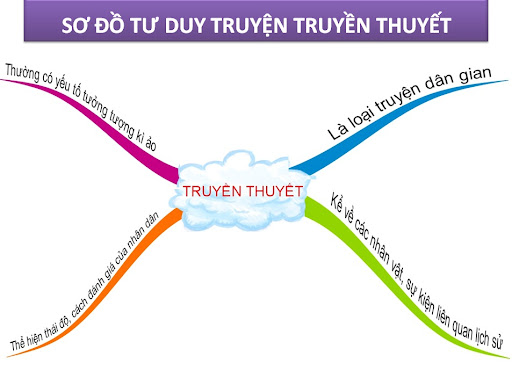 SƠ ĐỒ TƯ DUY TRUYỆN TRUYỀN THUYẾT
Thường có yếu tố tưởng tượng kì ảo
Là loại truyện dân gian
TRUYỀN THUYẾT
Kể về các nhân vật, sự kiện liên quan lịch sử
Thể hiện thái độ, cách đánh giá của nhân dân